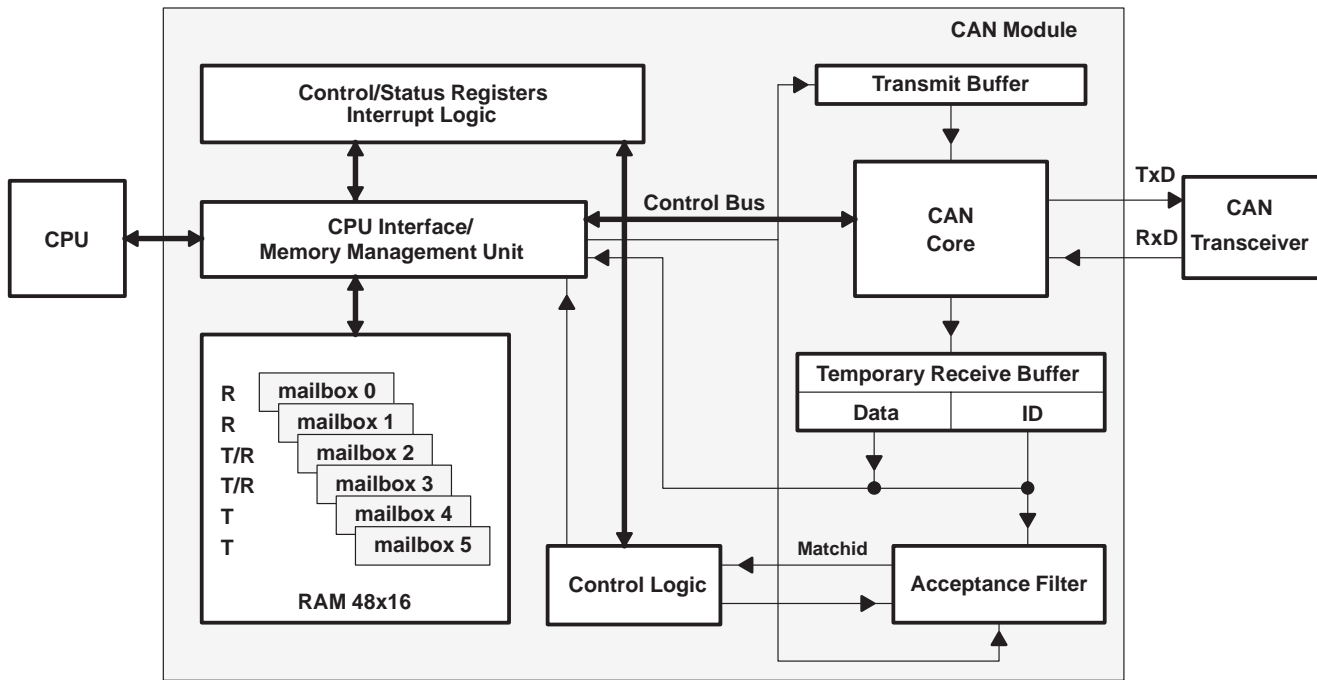 CAN Module
Control/Status Registers
Interrupt Logic
Transmit Buffer
CPU
CPU Interface/
Memory Management Unit
Control Bus
CAN
Core
TxD
RxD
CAN
Transceiver
R mailbox 0
R mailbox 1
T/R mailbox 2
T/R mailbox 3
T mailbox 4
T mailbox 5
RAM 48x16
Temporary Receive Buffer
Data ID
Control Logic
Matchid
Acceptance Filter